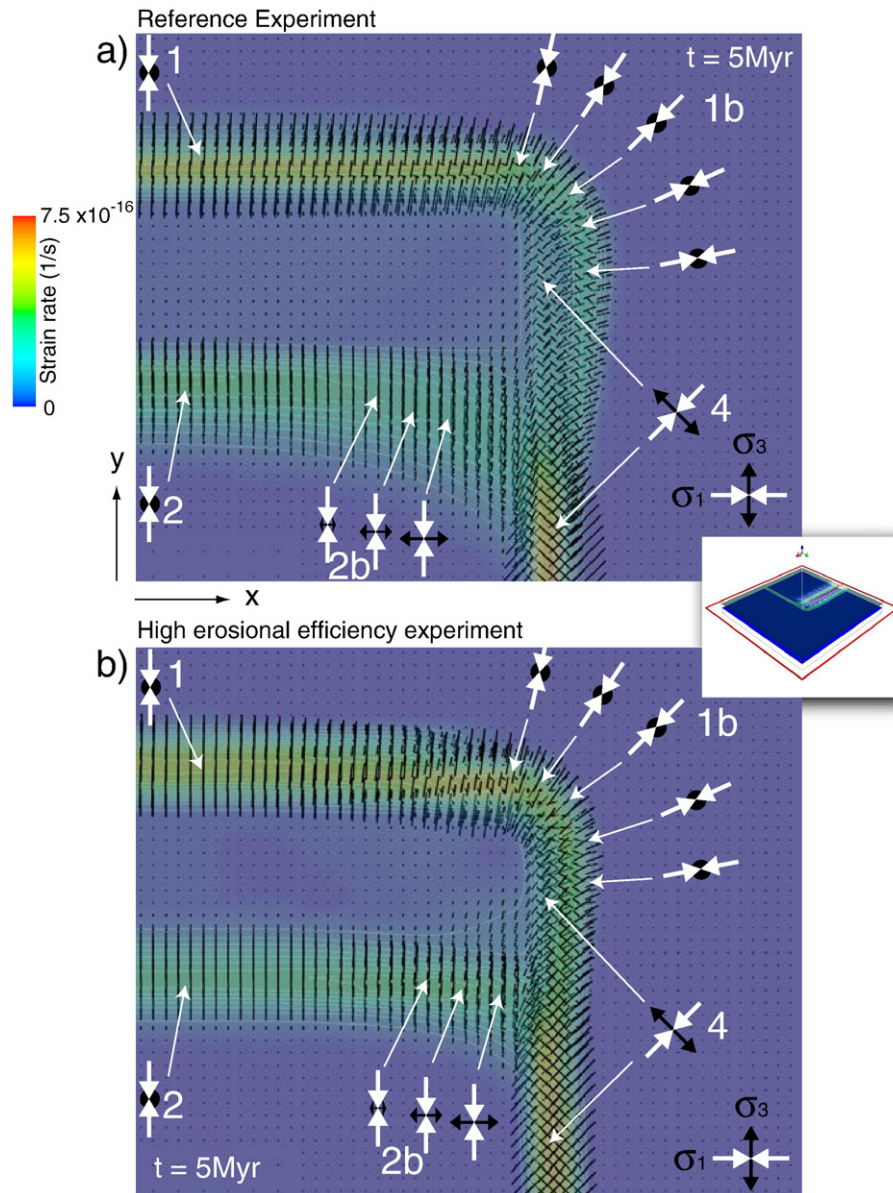 Reference Experiment
a)
1
t = 5Myr
1b
7.5 x10-16
Strain rate (1/s)
0
4
σ3
σ1
y
2
2b
x
High erosional efficiency experiment
b)
1
1b
4
2
2b
σ3
σ1
t = 5Myr